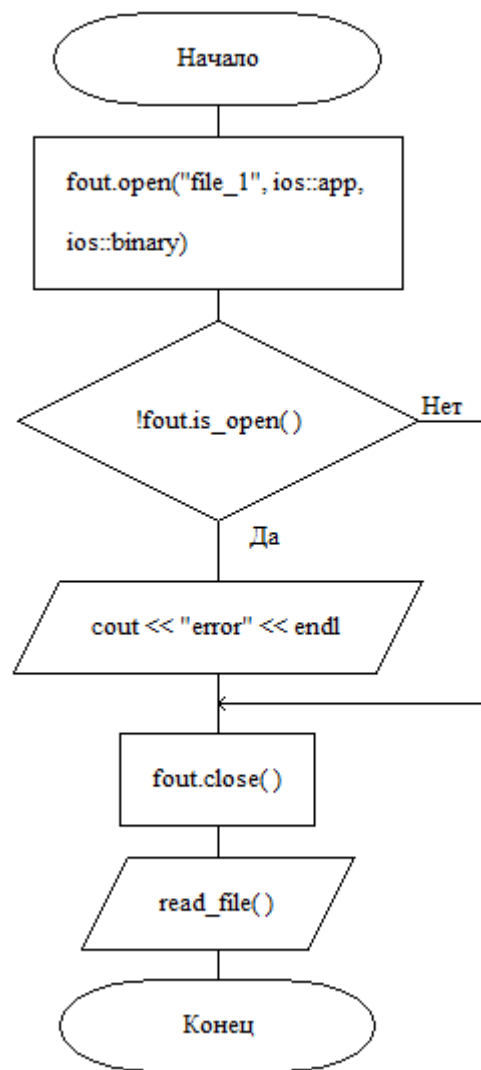 Начало
fout.open("file_1", ios::app,
ios::binary)
!fout.is_open( )
Нет
Да
cout << "error" << endl
fout.close( )
read_file( )
Конец